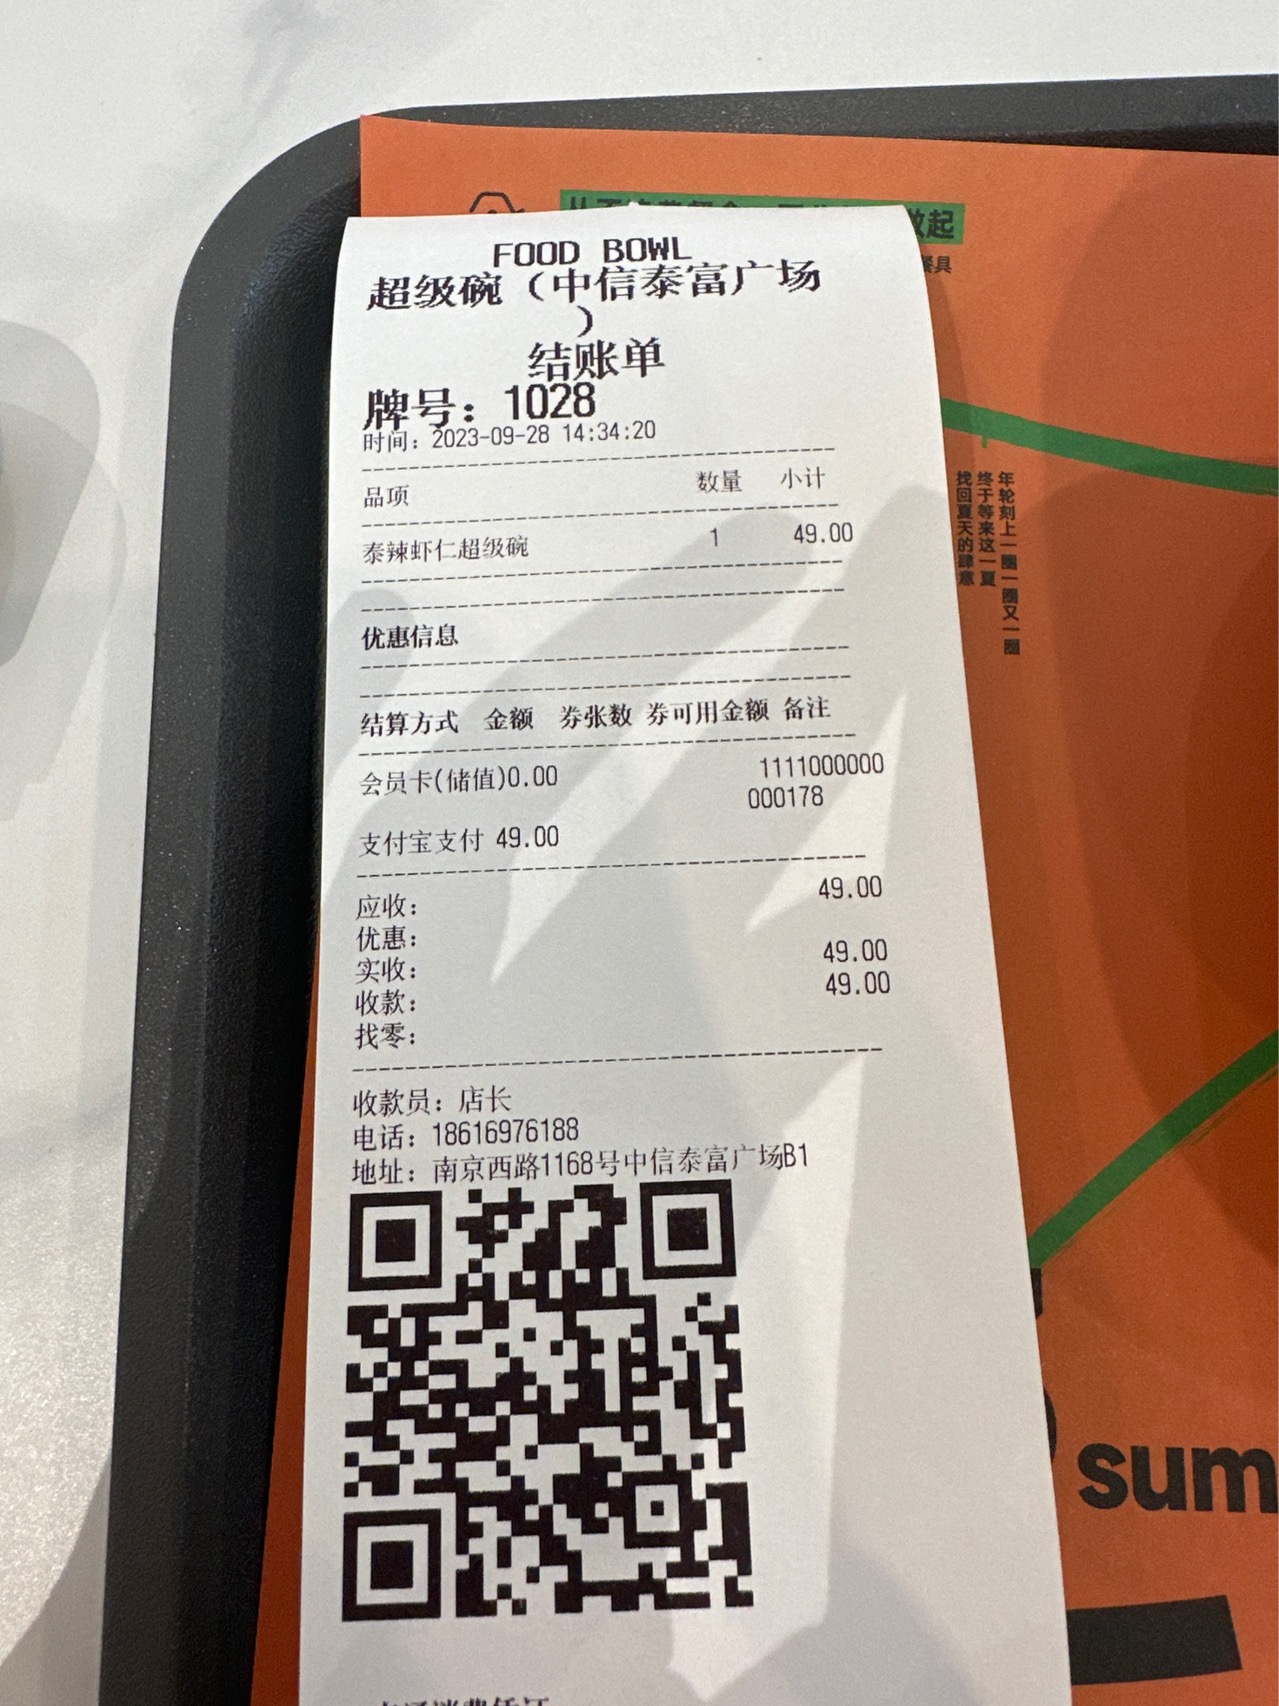 FOOD BOWL
超级碗（中信泰富广场
）
结账单
牌号：1028
时间：2023-09-28 14:34:20
品项 数量 小计
泰辣虾仁超级碗 1 49.00
优惠信息
结算方式 金额 券张数 券可用金额 备注
会员卡(储值)0.00 1111000000
000178
支付宝支付 49.00
应收： 49.00
优惠：
实收： 49.00
收款： 49.00
找零：
收款员：店长
电话：18616976188
地址：南京西路1168号中信泰富广场B1
做起
餐具
年轮刻上一圈一圈又一圈
终于等来这一夏
找回夏天的肆意
sum